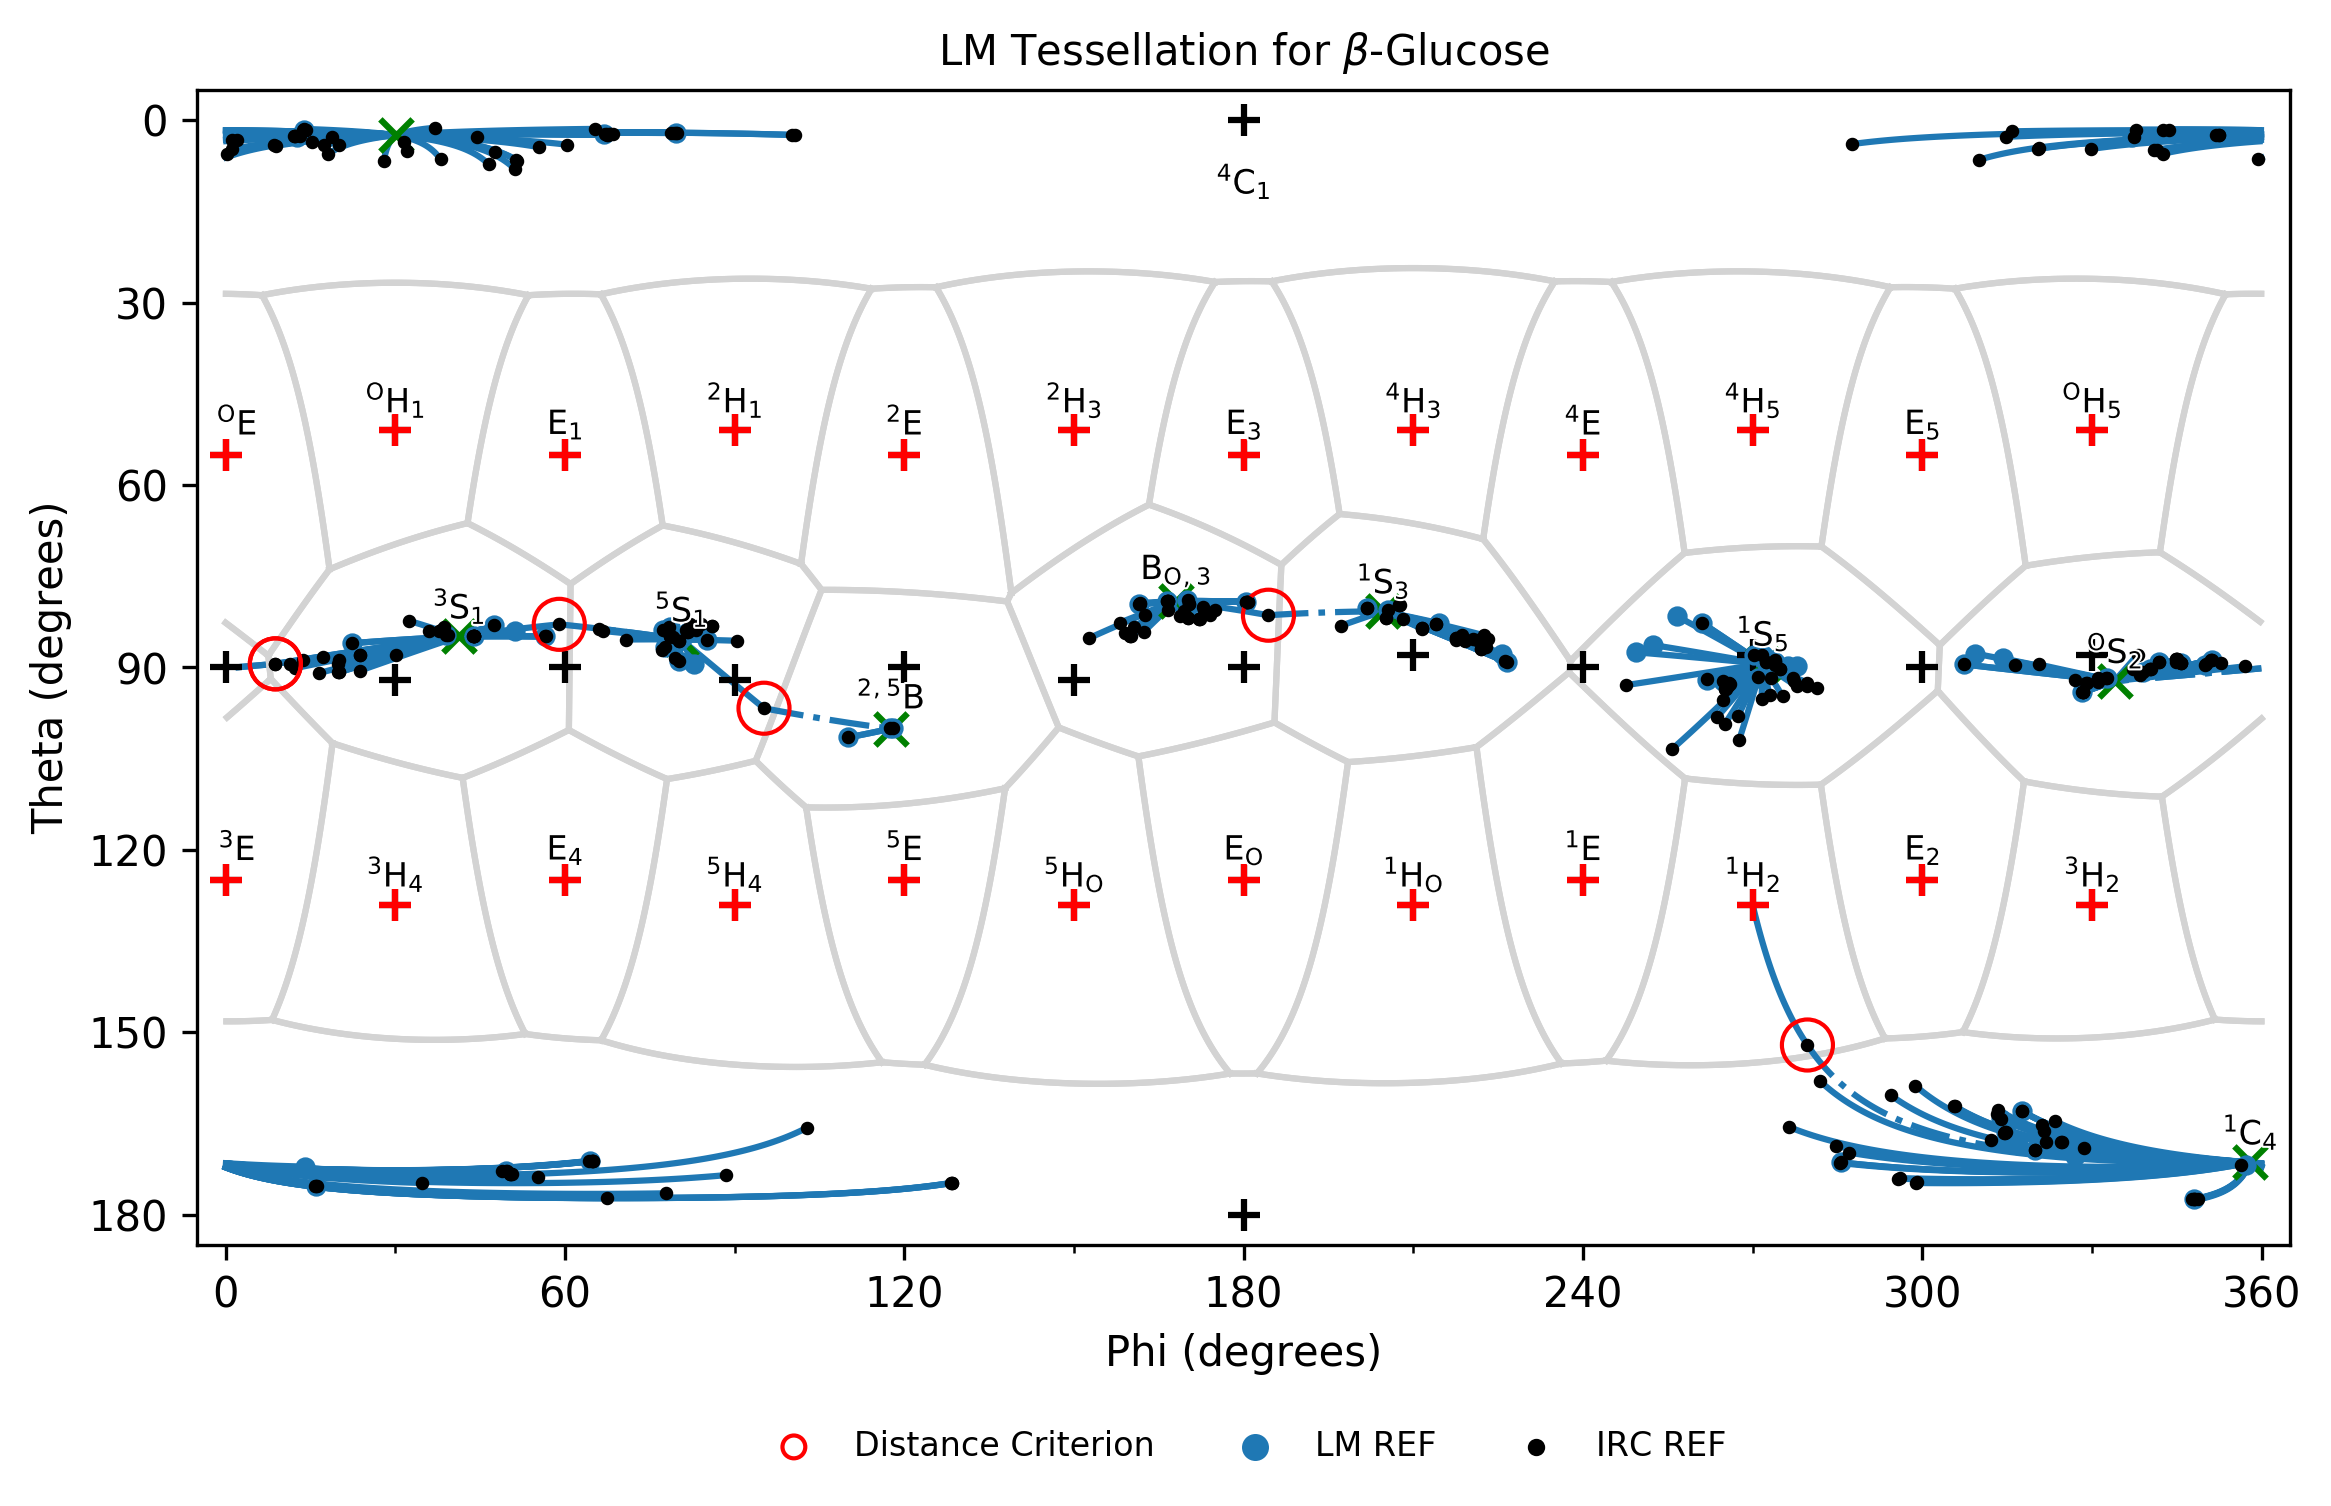 LM Tessellation for β-Glucose
0
⁴C₁
30
ᴼH₁ ²H₁ ²H₃ ⁴H₃ ⁴H₅ ᴼH₅
ᴼE E₁ ²E E₃ ⁴E E₅
60
B_O,3 ¹S₃
³S₁ ⁵S₁ ¹S₅ ᴼS₂
90
²,⁵B
Theta (degrees)
120
³E E₄ ⁵E E_O ¹E E₂
³H₄ ⁵H₄ ⁵H_O ¹H_O ¹H₂ ³H₂
150
¹C₄
180
0 60 120 180 240 300 360
Phi (degrees)
Distance Criterion LM REF IRC REF